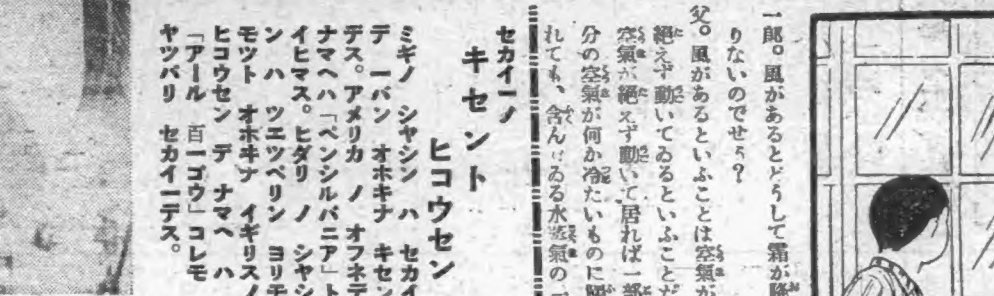 一郎。風があるとどうして霜が降
りないのでせう?
父。風があるといふことは空氣が
絶えず動いてゐるといふことだ
空氣が絶えず動いて居れば一部
分の空氣が何か冷たいものに觸
れても、含んでゐる水蒸氣の一
セカイ一ノ
キセント
ヒコウセン
ミギノ シヤシン ハ セカイ
デ 一バン オホキナ キセン
デス。アメリカ ノ オフネデ
ナマヘハ「ペンシルバニア」ト
イヒマス。ヒダリ ノ シヤシ
ン ハ ツエツペリン ヨリモ
モツト オホキナ イギリスノ
ヒコウセン デ ナマヘ ハ
「アール 百一ゴウ」コレモ
ヤツパリ セカイ一デス。